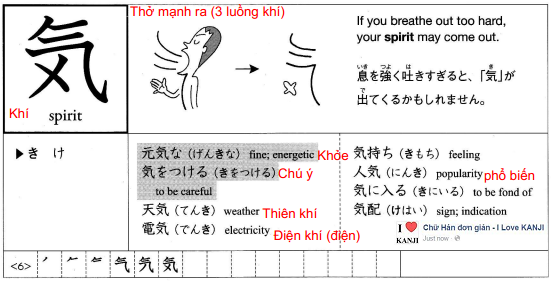 気
Khí
spirit
Thở mạnh ra (3 luồng khí)
If you breathe out too hard,
your spirit may come out.
息を強く吐きすぎると、「気」が
出てくるかもしれません。
▶き け
元気な(げんきな) fine; energetic Khỏe
気をつける(きをつける) Chú ý
to be careful
天気(てんき) weather Thiên khí
電気(でんき) electricity Điện khí (điện)
気持ち(きもち) feeling
人気(にんき) popularity phổ biến
気に入る(きにいる) to be fond of
気配(けはい) sign; indication
I ❤ KANJI
Chữ Hán đơn giản - I Love KANJI
Just now
<6>
気